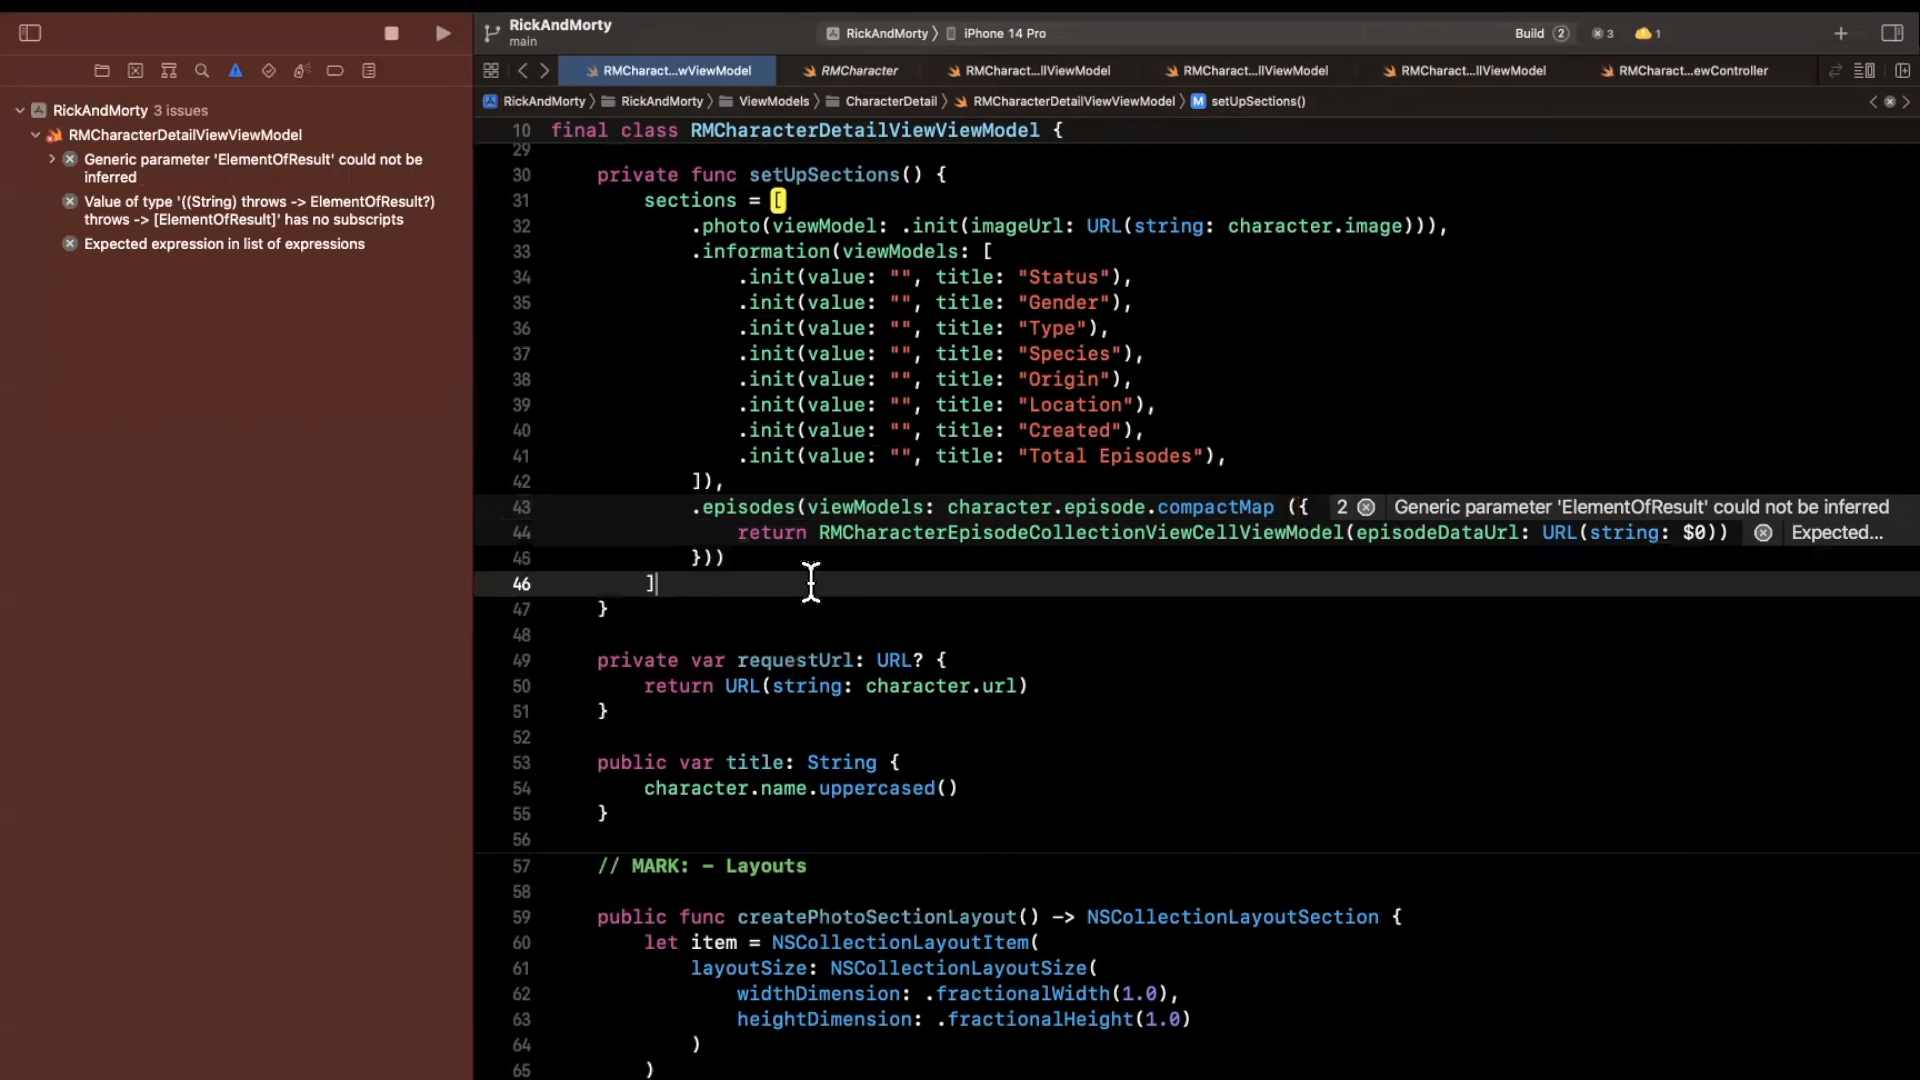 RickAndMorty
main
RickAndMorty 〉 iPhone 14 Pro
Build 2
3
1
RMCharact...wViewModel
RMCharacter
RMCharact...llViewModel
RMCharact...llViewModel
RMCharact...llViewModel
RMCharact...ewController
RickAndMorty 〉 RickAndMorty 〉 ViewModels 〉 CharacterDetail 〉 RMCharacterDetailViewViewModel 〉 M setUpSections()
RickAndMorty 3 issues
RMCharacterDetailViewViewModel
Generic parameter 'ElementOfResult' could not be
inferred
Value of type '((String) throws -> ElementOfResult?)
throws -> [ElementOfResult]' has no subscripts
Expected expression in list of expressions
10 final class RMCharacterDetailViewViewModel {
29
30 private func setUpSections() {
31 sections = [
32 .photo(viewModel: .init(imageUrl: URL(string: character.image))),
33 .information(viewModels: [
34 .init(value: "", title: "Status"),
35 .init(value: "", title: "Gender"),
36 .init(value: "", title: "Type"),
37 .init(value: "", title: "Species"),
38 .init(value: "", title: "Origin"),
39 .init(value: "", title: "Location"),
40 .init(value: "", title: "Created"),
41 .init(value: "", title: "Total Episodes"),
42 ]),
43 .episodes(viewModels: character.episode.compactMap ({ 2 Generic parameter 'ElementOfResult' could not be inferred
44 return RMCharacterEpisodeCollectionViewCellViewModel(episodeDataUrl: URL(string: $0)) Expected...
45 }))
46 ]
47 }
48
49 private var requestUrl: URL? {
50 return URL(string: character.url)
51 }
52
53 public var title: String {
54 character.name.uppercased()
55 }
56
57 // MARK: - Layouts
58
59 public func createPhotoSectionLayout() -> NSCollectionLayoutSection {
60 let item = NSCollectionLayoutItem(
61 layoutSize: NSCollectionLayoutSize(
62 widthDimension: .fractionalWidth(1.0),
63 heightDimension: .fractionalHeight(1.0)
64 )
65 )